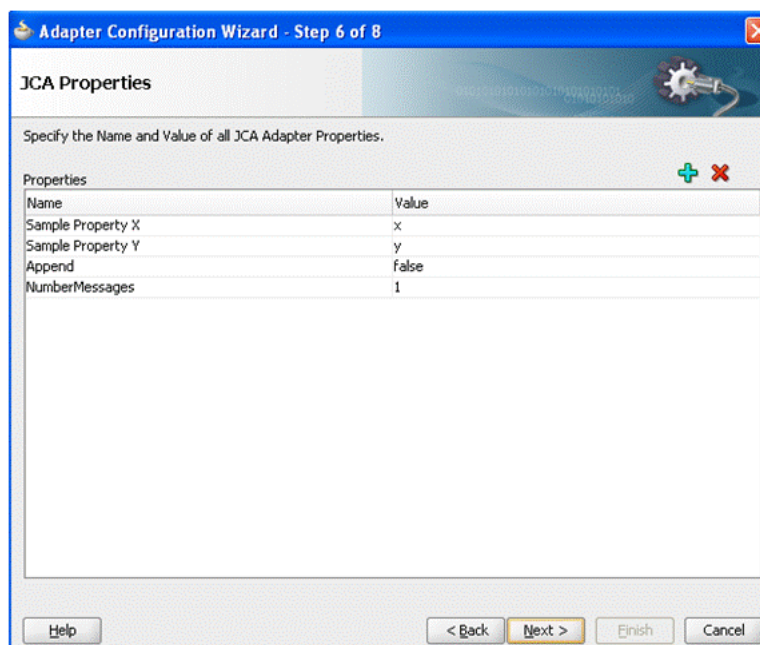 Adapter Configuration Wizard - Step 6 of 8
JCA Properties
Specify the Name and Value of all JCA Adapter Properties.
Properties
Name Value
Sample Property X x
Sample Property Y y
Append false
NumberMessages 1
Help < Back Next > Finish Cancel